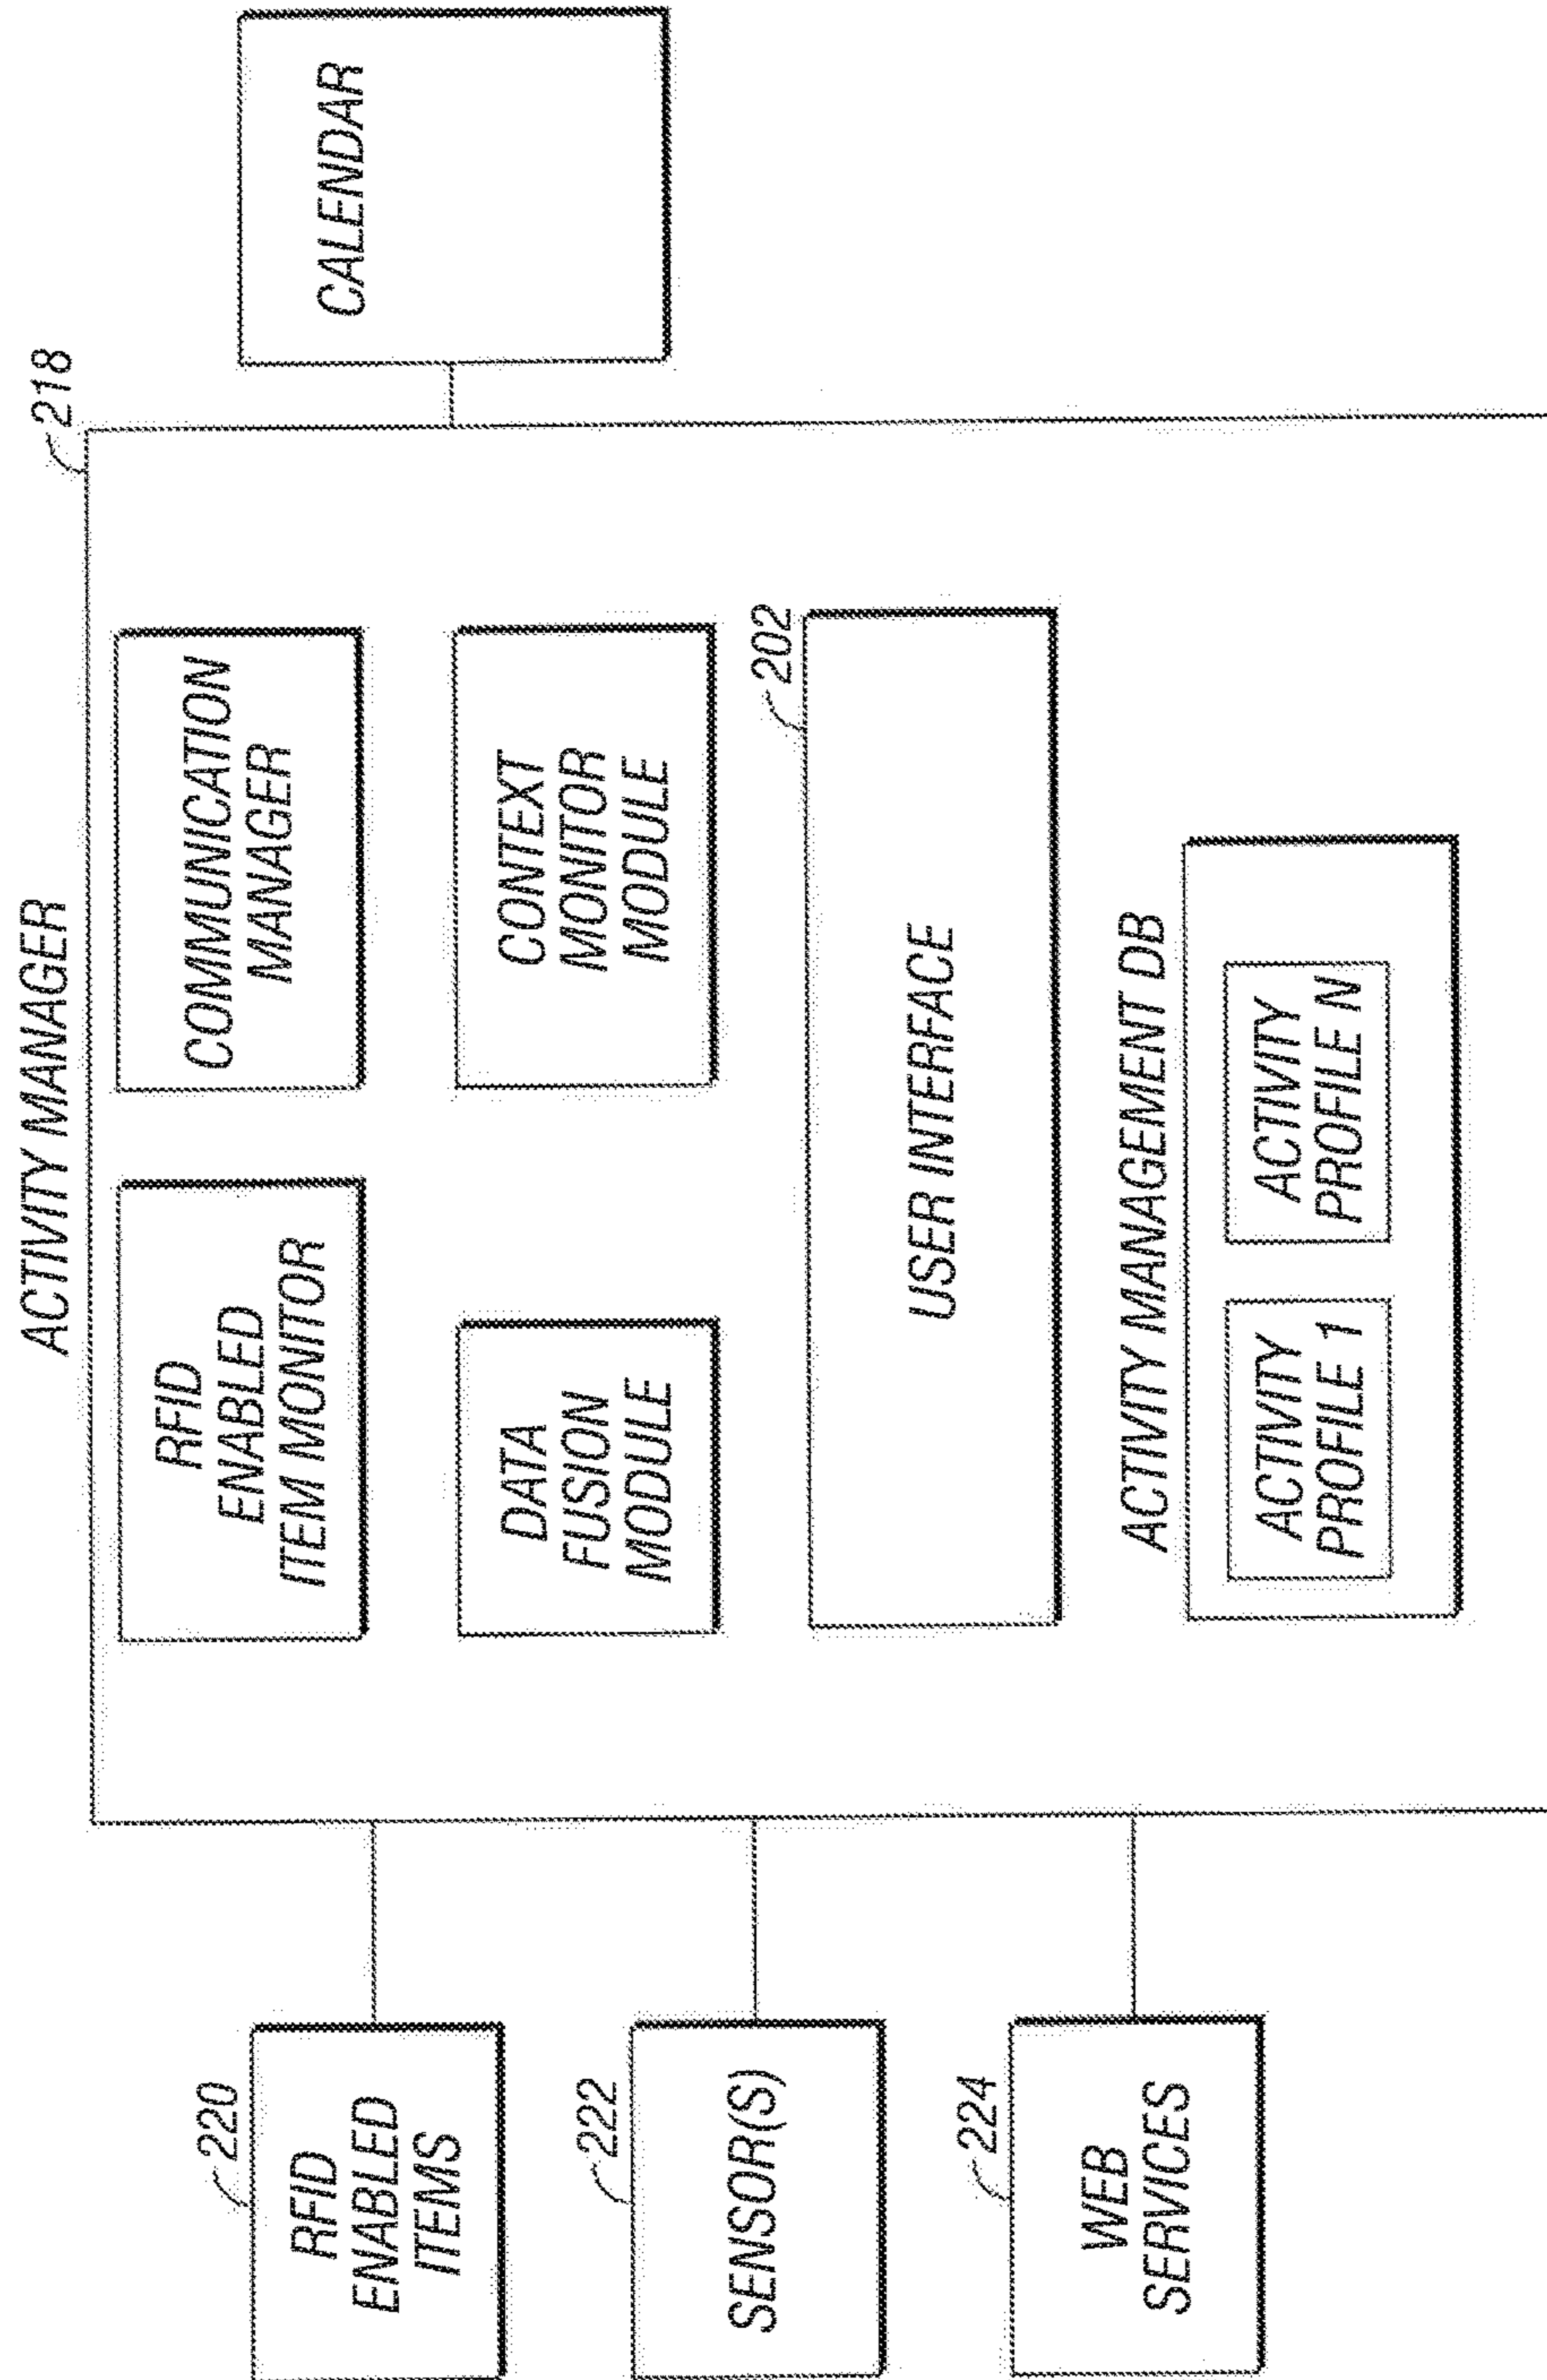 ACTIVITY MANAGER
218
220
RFID
ENABLED
ITEMS
222
SENSOR(S)
224
WEB
SERVICES
RFID
ENABLED
ITEM MONITOR
COMMUNICATION
MANAGER
DATA
FUSION
MODULE
CONTEXT
MONITOR
MODULE
202
USER INTERFACE
ACTIVITY MANAGEMENT DB
ACTIVITY
PROFILE 1
ACTIVITY
PROFILE N
CALENDAR